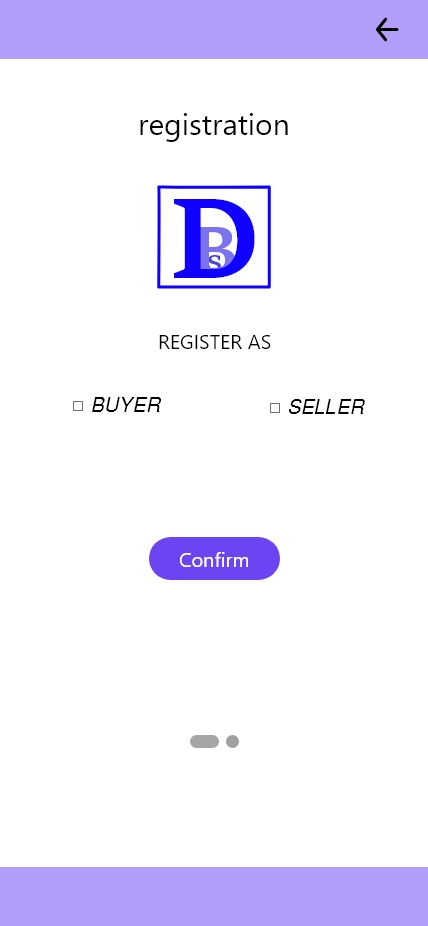 registration
D
B
s
REGISTER AS
BUYER
SELLER
Confirm